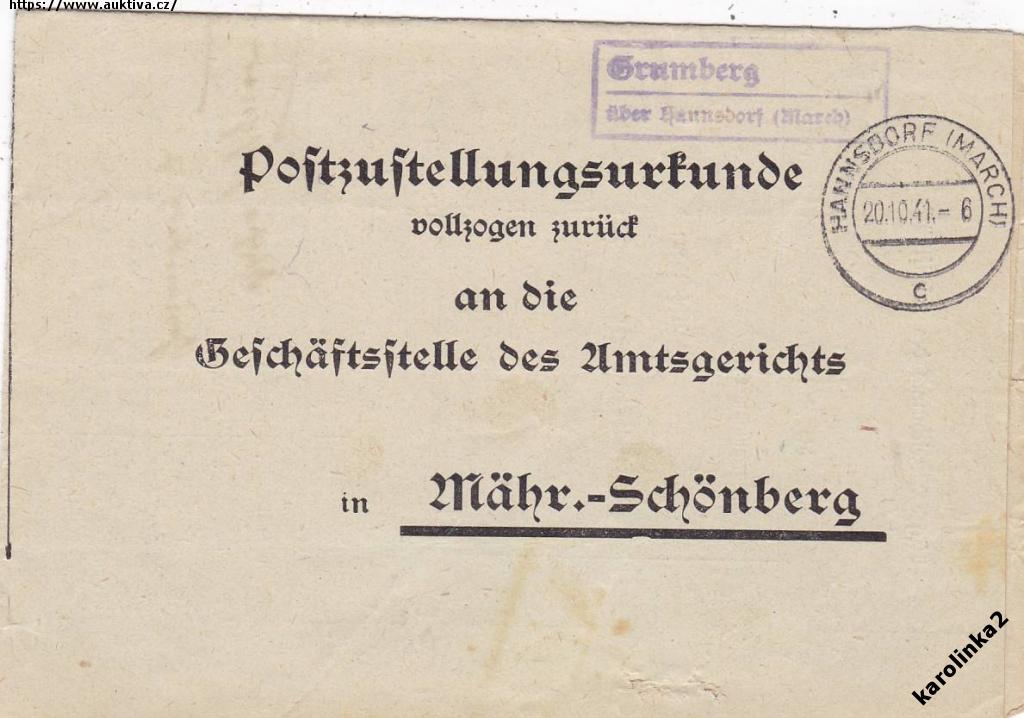 https://www.auktiva.cz/
Grumberg
über Hannsdorf (March)
HANNSDORF (MARCH)
20.10.41.- 6
c
Postzustellungsurkunde
vollzogen zurück
an die
Geschäftsstelle des Amtsgerichts
in Mähr.-Schönberg
karolinka2